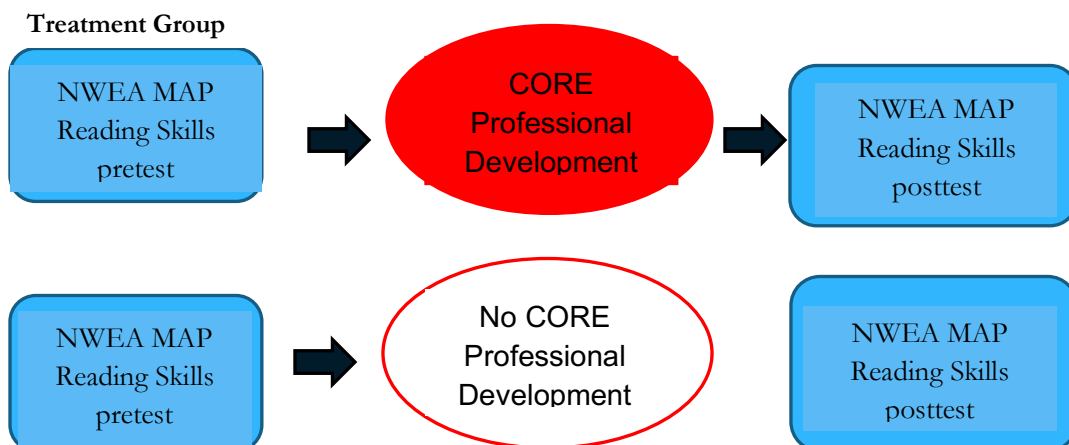 Treatment Group
NWEA MAP
Reading Skills
pretest
CORE
Professional
Development
NWEA MAP
Reading Skills
posttest
NWEA MAP
Reading Skills
pretest
No CORE
Professional
Development
NWEA MAP
Reading Skills
posttest